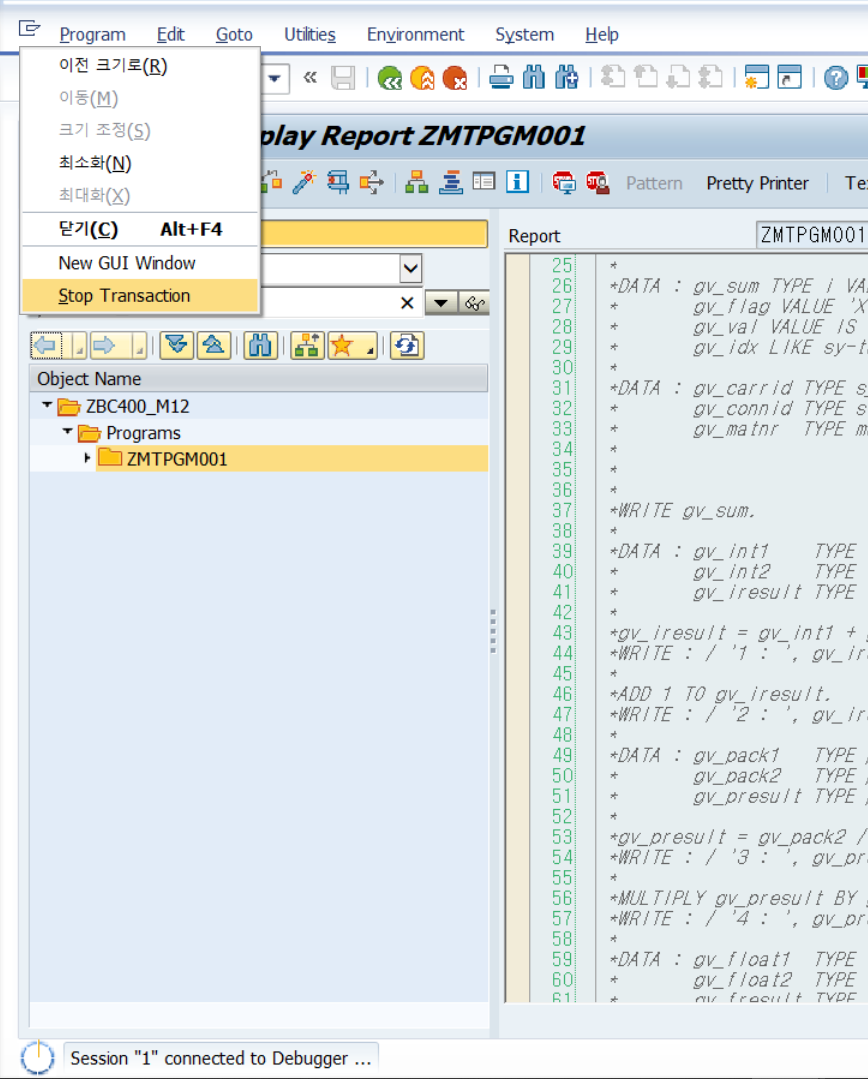 Program Edit Goto Utilities Environment System Help
이전 크기로(R)
이동(M)
크기 조정(S)
최소화(N)
최대화(X)
닫기(C) Alt+F4
New GUI Window
Stop Transaction
play Report ZMTPGM001
Pattern Pretty Printer Te
Object Name
ZBC400_M12
Programs
ZMTPGM001
Report ZMTPGM001
25 *
26 *DATA : gv_sum TYPE i VA
27 * gv_flag VALUE 'X
28 * gv_val VALUE IS
29 * gv_idx LIKE sy-t
30 *
31 *DATA : gv_carrid TYPE s
32 * gv_connid TYPE s
33 * gv_matnr TYPE m
34 *
35 *
36 *
37 *WRITE gv_sum.
38 *
39 *DATA : gv_int1 TYPE
40 * gv_int2 TYPE
41 * gv_iresult TYPE
42 *
43 *gv_iresult = gv_int1 +
44 *WRITE : / '1 : ', gv_ire
45 *
46 *ADD 1 TO gv_iresult.
47 *WRITE : / '2 : ', gv_ire
48 *
49 *DATA : gv_pack1 TYPE
50 * gv_pack2 TYPE
51 * gv_presult TYPE
52 *
53 *gv_presult = gv_pack2 /
54 *WRITE : / '3 : ', gv_pre
55 *
56 *MULTIPLY gv_presult BY
57 *WRITE : / '4 : ', gv_pre
58 *
59 *DATA : gv_float1 TYPE
60 * gv_float2 TYPE
61 * gv_fresult TYPE
Session "1" connected to Debugger ...